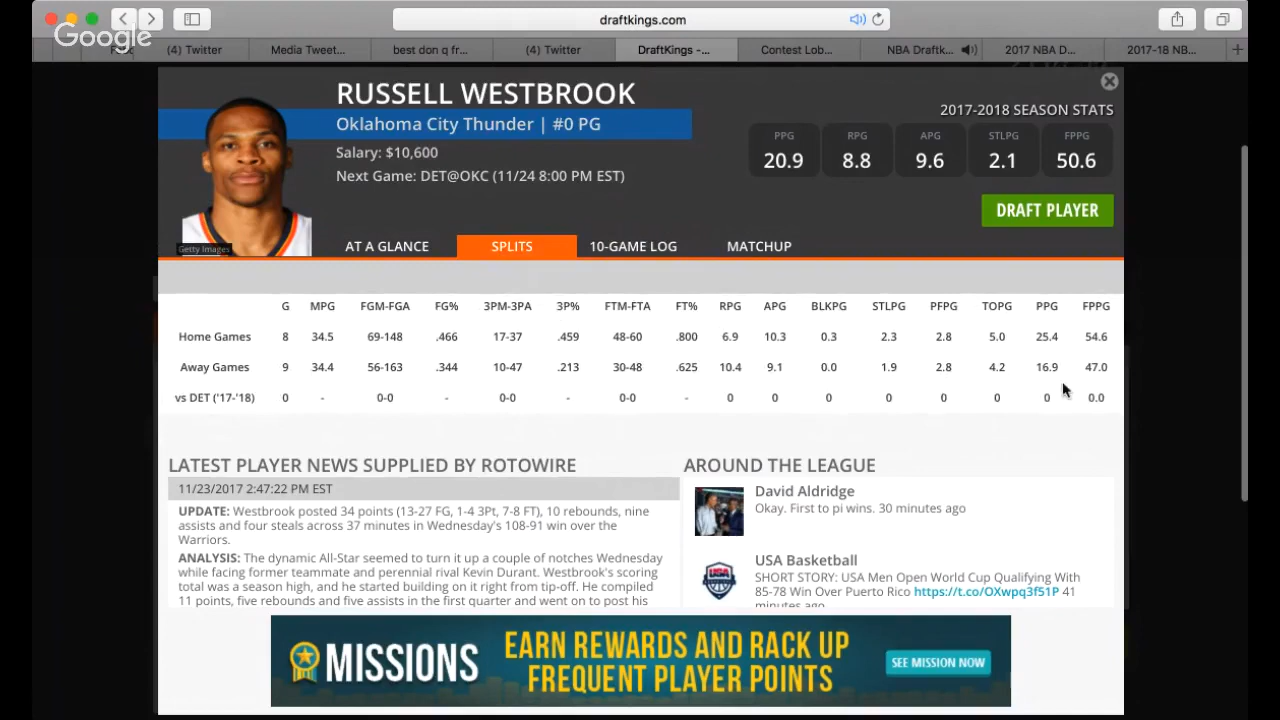 draftkings.com
Google
(4) Twitter
Media Tweet...
best don q fr...
(4) Twitter
DraftKings -...
Contest Lob...
NBA Draftk...
2017 NBA D...
2017-18 NB...
RUSSELL WESTBROOK
Oklahoma City Thunder | #0 PG
Salary: $10,600
Next Game: DET@OKC (11/24 8:00 PM EST)
2017-2018 SEASON STATS
PPG RPG APG STLPG FPPG
20.9 8.8 9.6 2.1 50.6
DRAFT PLAYER
Getty Images
AT A GLANCE SPLITS 10-GAME LOG MATCHUP
G MPG FGM-FGA FG% 3PM-3PA 3P% FTM-FTA FT% RPG APG BLKPG STLPG PFPG TOPG PPG FPPG
Home Games 8 34.5 69-148 .466 17-37 .459 48-60 .800 6.9 10.3 0.3 2.3 2.8 5.0 25.4 54.6
Away Games 9 34.4 56-163 .344 10-47 .213 30-48 .625 10.4 9.1 0.0 1.9 2.8 4.2 16.9 47.0
vs DET ('17-'18) 0 - 0-0 - 0-0 - 0-0 - 0 0 0 0 0 0 0 0.0
LATEST PLAYER NEWS SUPPLIED BY ROTOWIRE
11/23/2017 2:47:22 PM EST
UPDATE: Westbrook posted 34 points (13-27 FG, 1-4 3Pt, 7-8 FT), 10 rebounds, nine
assists and four steals across 37 minutes in Wednesday's 108-91 win over the
Warriors.
ANALYSIS: The dynamic All-Star seemed to turn it up a couple of notches Wednesday
while facing former teammate and perennial rival Kevin Durant. Westbrook's scoring
total was a season high, and he started building on it right from tip-off. He compiled
11 points, five rebounds and five assists in the first quarter and went on to post his
AROUND THE LEAGUE
David Aldridge
Okay. First to pi wins. 30 minutes ago
USA Basketball
SHORT STORY: USA Men Open World Cup Qualifying With
85-78 Win Over Puerto Rico https://t.co/OXwpq3f51P 41
minutes ago
MISSIONS
EARN REWARDS AND RACK UP
FREQUENT PLAYER POINTS
SEE MISSION NOW